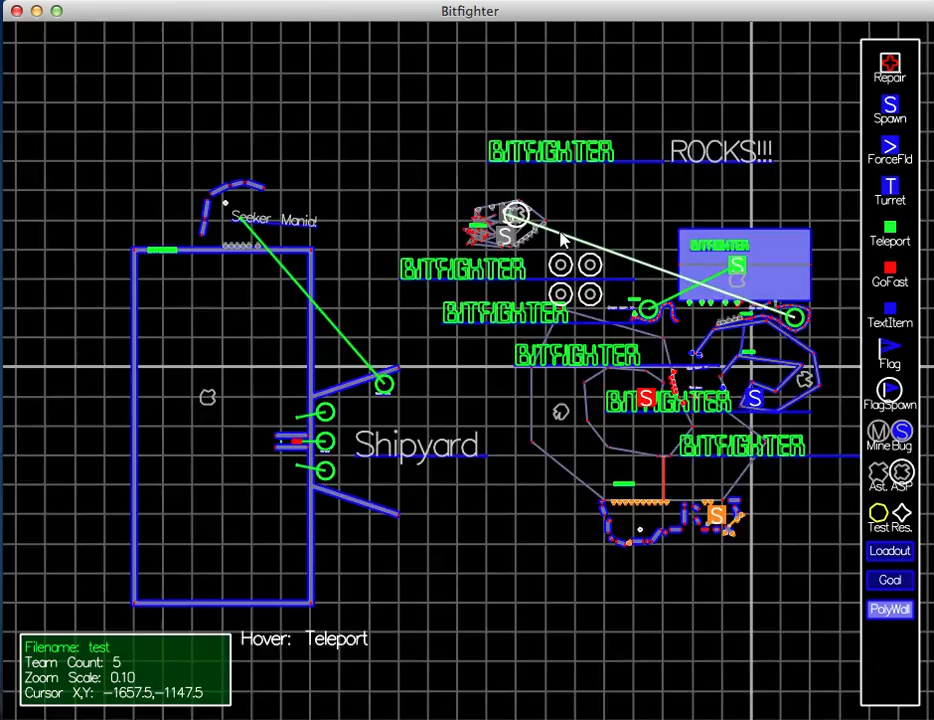 Bitfighter
BITFIGHTER ROCKS!!!
Seeker Mania!
S
BITFIGHTER
S
BITFIGHTER
BITFIGHTER
BITFIGHTER
S
BITFIGHTER
S
Shipyard
BITFIGHTER
S
Hover: Teleport
Filename: test
Team Count: 5
Zoom Scale: 0.10
Cursor X,Y: -1657.5,-1147.5
Repair
S
Spawn
ForceFld
T
Turret
Teleport
GoFast
TextItem
Flag
FlagSpawn
M S
Mine Bug
Ast. ASP
Test Res.
Loadout
Goal
PolyWall